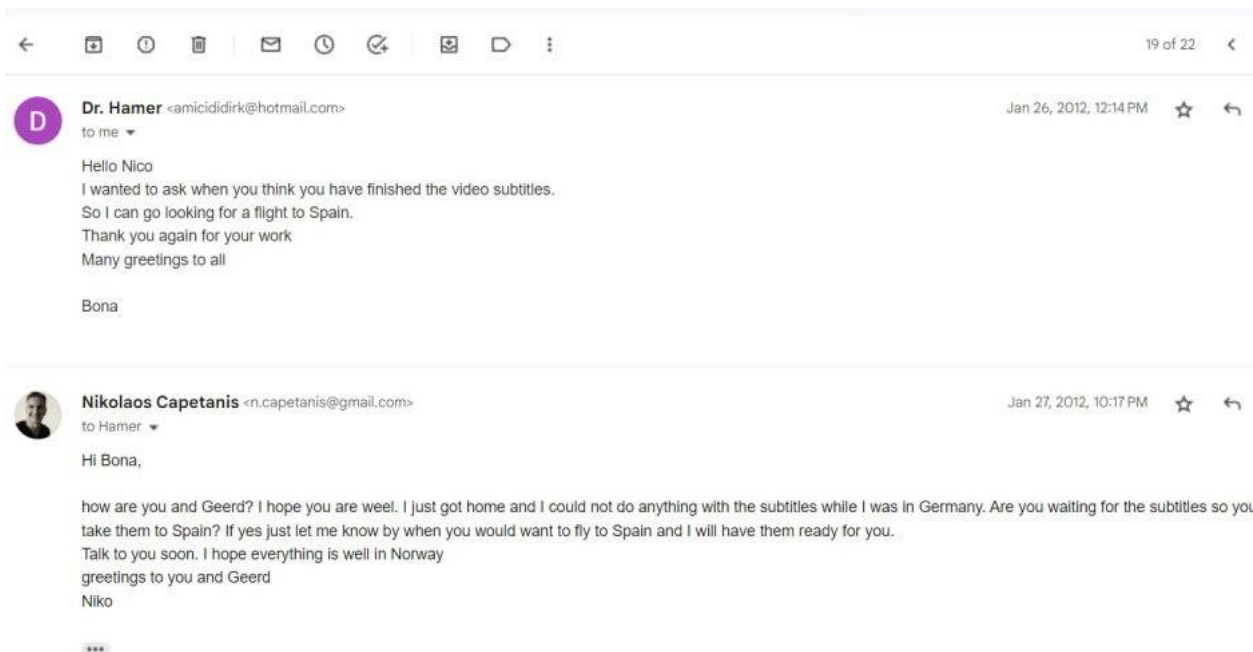 19 of 22
D
Dr. Hamer <amicididirk@hotmail.com>
Jan 26, 2012, 12:14 PM
to me
Hello Nico
I wanted to ask when you think you have finished the video subtitles.
So I can go looking for a flight to Spain.
Thank you again for your work
Many greetings to all
Bona
Nikolaos Capetanis <n.capetanis@gmail.com>
Jan 27, 2012, 10:17 PM
to Hamer
Hi Bona,
how are you and Geerd? I hope you are weel. I just got home and I could not do anything with the subtitles while I was in Germany. Are you waiting for the subtitles so you
take them to Spain? If yes just let me know by when you would want to fly to Spain and I will have them ready for you.
Talk to you soon. I hope everything is well in Norway
greetings to you and Geerd
Niko